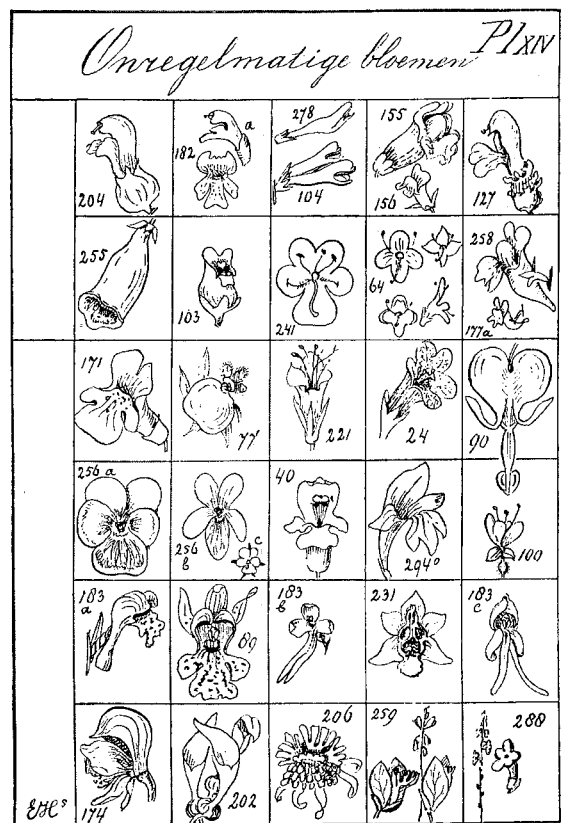 Onregelmatige bloemen Pl XIV
204 182 a 278 104 155 156 127
255 103 241 64 258 177a
171 77' 221 24 90
256 a 256 b c 40 294° 100
183 a 89 183 b 231 183 c
174 202 206 259 288
EHs